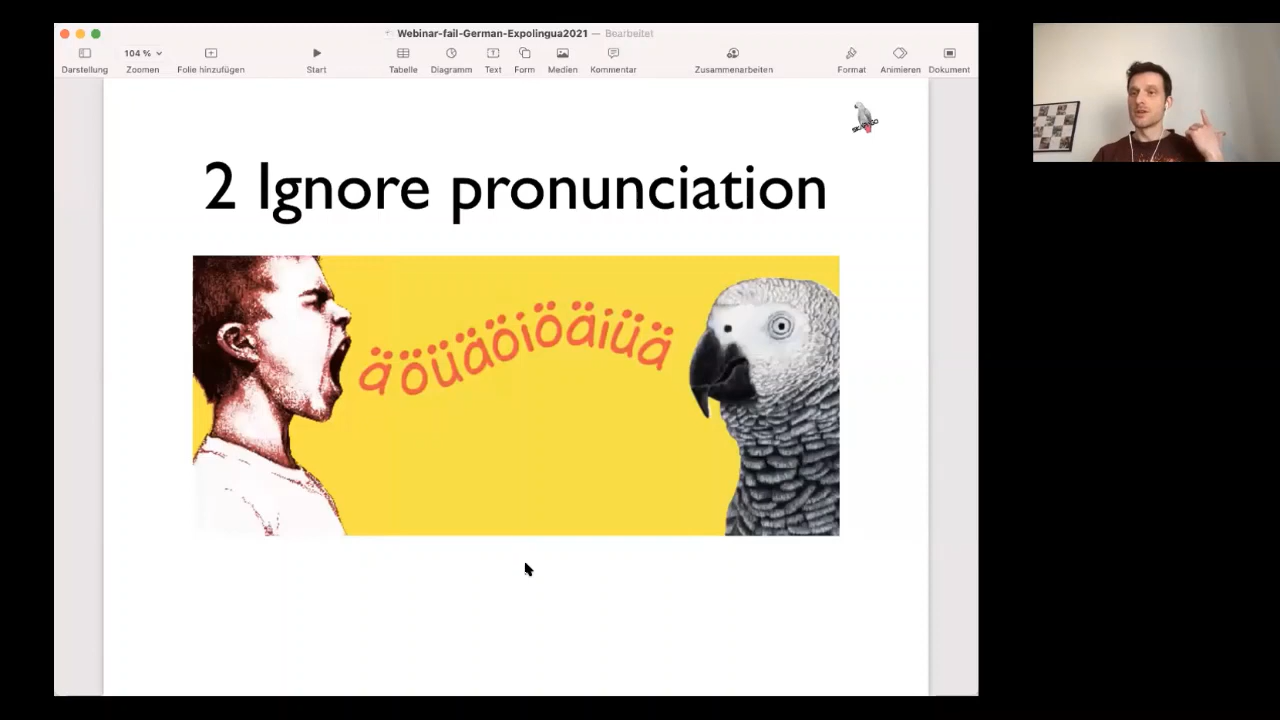 Webinar-fail-German-Expolingua2021 — Bearbeitet
104 %
Darstellung Zoomen Folie hinzufügen Start Tabelle Diagramm Text Form Medien Kommentar Zusammenarbeiten Format Animieren Dokument
2 Ignore pronunciation
äöüäöïöäïüä